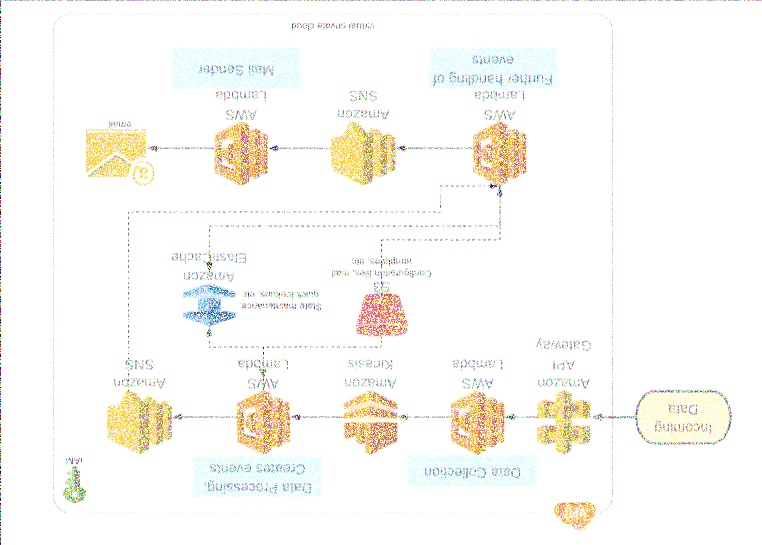 Incoming
Data
Amazon
API
Gateway
Data Collection
AWS
Lambda
Amazon
Kinesis
Data Processing,
Creates events
AWS
Lambda
Amazon
SNS
IAM
S3
Configuration files, mail
templates, etc
State maintenance
quick lookups, etc
Amazon
ElastiCache
AWS
Lambda
Further handling of
events
Amazon
SNS
AWS
Lambda
Mail Sender
email
virtual private cloud